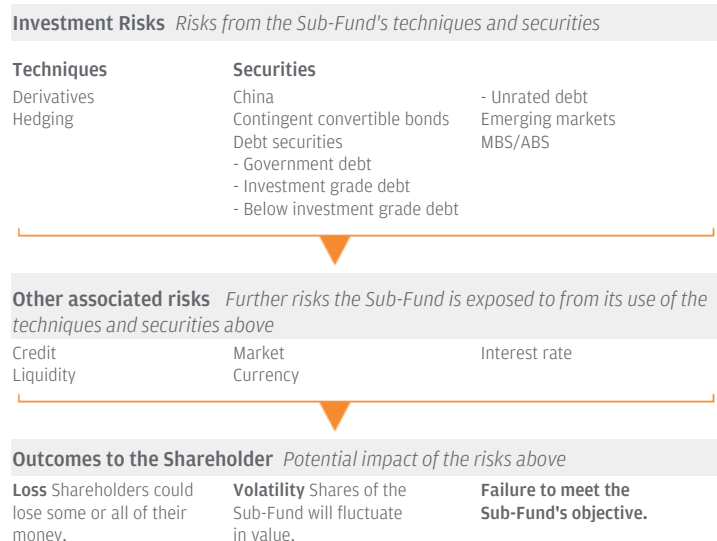 Investment Risks Risks from the Sub-Fund's techniques and securities
Techniques
Derivatives
Hedging
Securities
China
Contingent convertible bonds
Debt securities
- Government debt
- Investment grade debt
- Below investment grade debt
- Unrated debt
Emerging markets
MBS/ABS
Other associated risks Further risks the Sub-Fund is exposed to from its use of the
techniques and securities above
Credit
Liquidity
Market
Currency
Interest rate
Outcomes to the Shareholder Potential impact of the risks above
Loss Shareholders could
lose some or all of their
money.
Volatility Shares of the
Sub-Fund will fluctuate
in value.
Failure to meet the
Sub-Fund's objective.